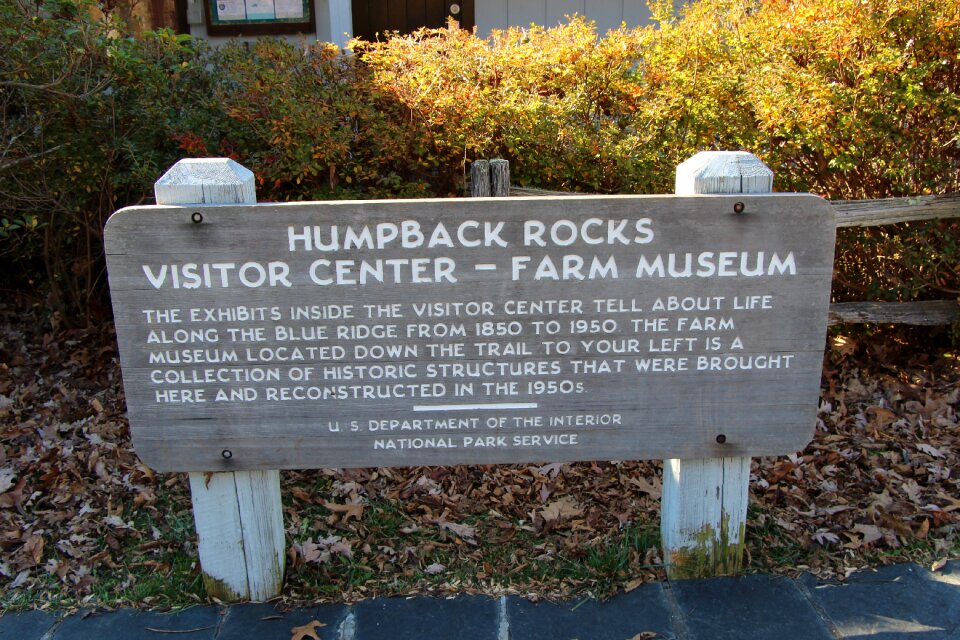 HUMPBACK ROCKS
VISITOR CENTER – FARM MUSEUM
THE EXHIBITS INSIDE THE VISITOR CENTER TELL ABOUT LIFE
ALONG THE BLUE RIDGE FROM 1850 TO 1950. THE FARM
MUSEUM LOCATED DOWN THE TRAIL TO YOUR LEFT IS A
COLLECTION OF HISTORIC STRUCTURES THAT WERE BROUGHT
HERE AND RECONSTRUCTED IN THE 1950S.
U. S. DEPARTMENT OF THE INTERIOR
NATIONAL PARK SERVICE